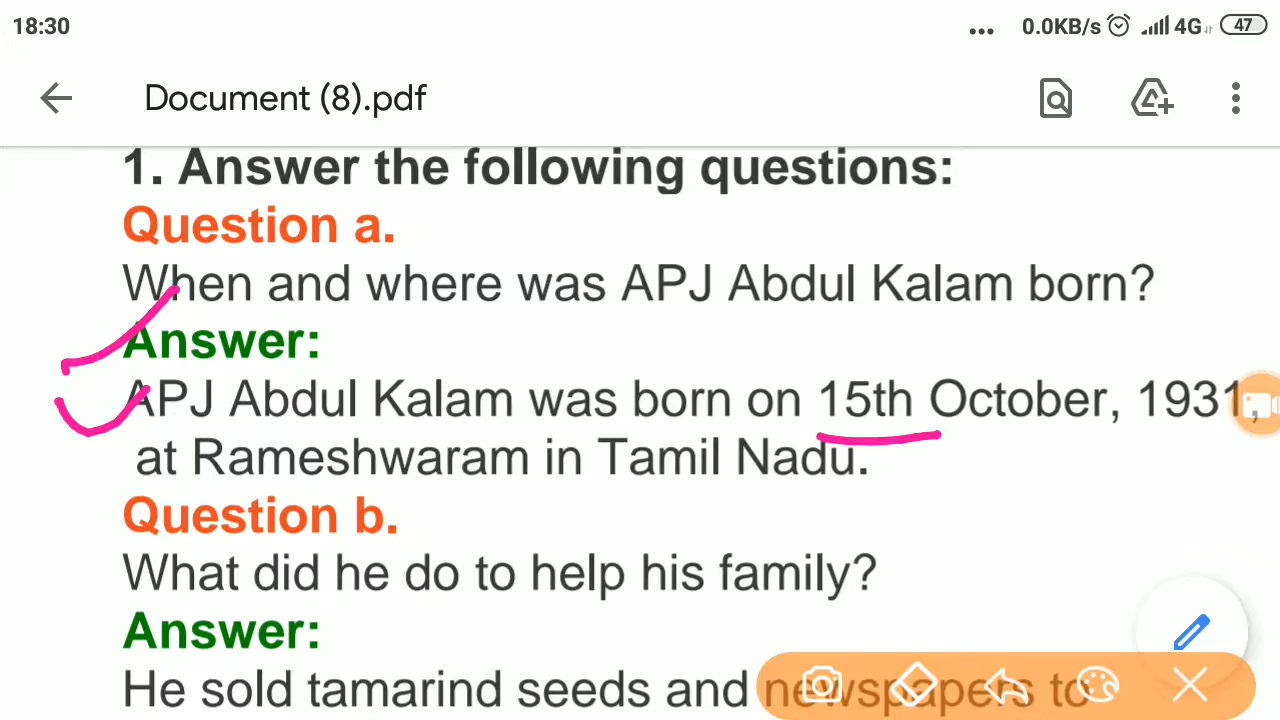 18:30
... 0.0KB/s 4G 47
Document (8).pdf
1. Answer the following questions:
Question a.
When and where was APJ Abdul Kalam born?
Answer:
APJ Abdul Kalam was born on 15th October, 1931,
at Rameshwaram in Tamil Nadu.
Question b.
What did he do to help his family?
Answer:
He sold tamarind seeds and newspapers to